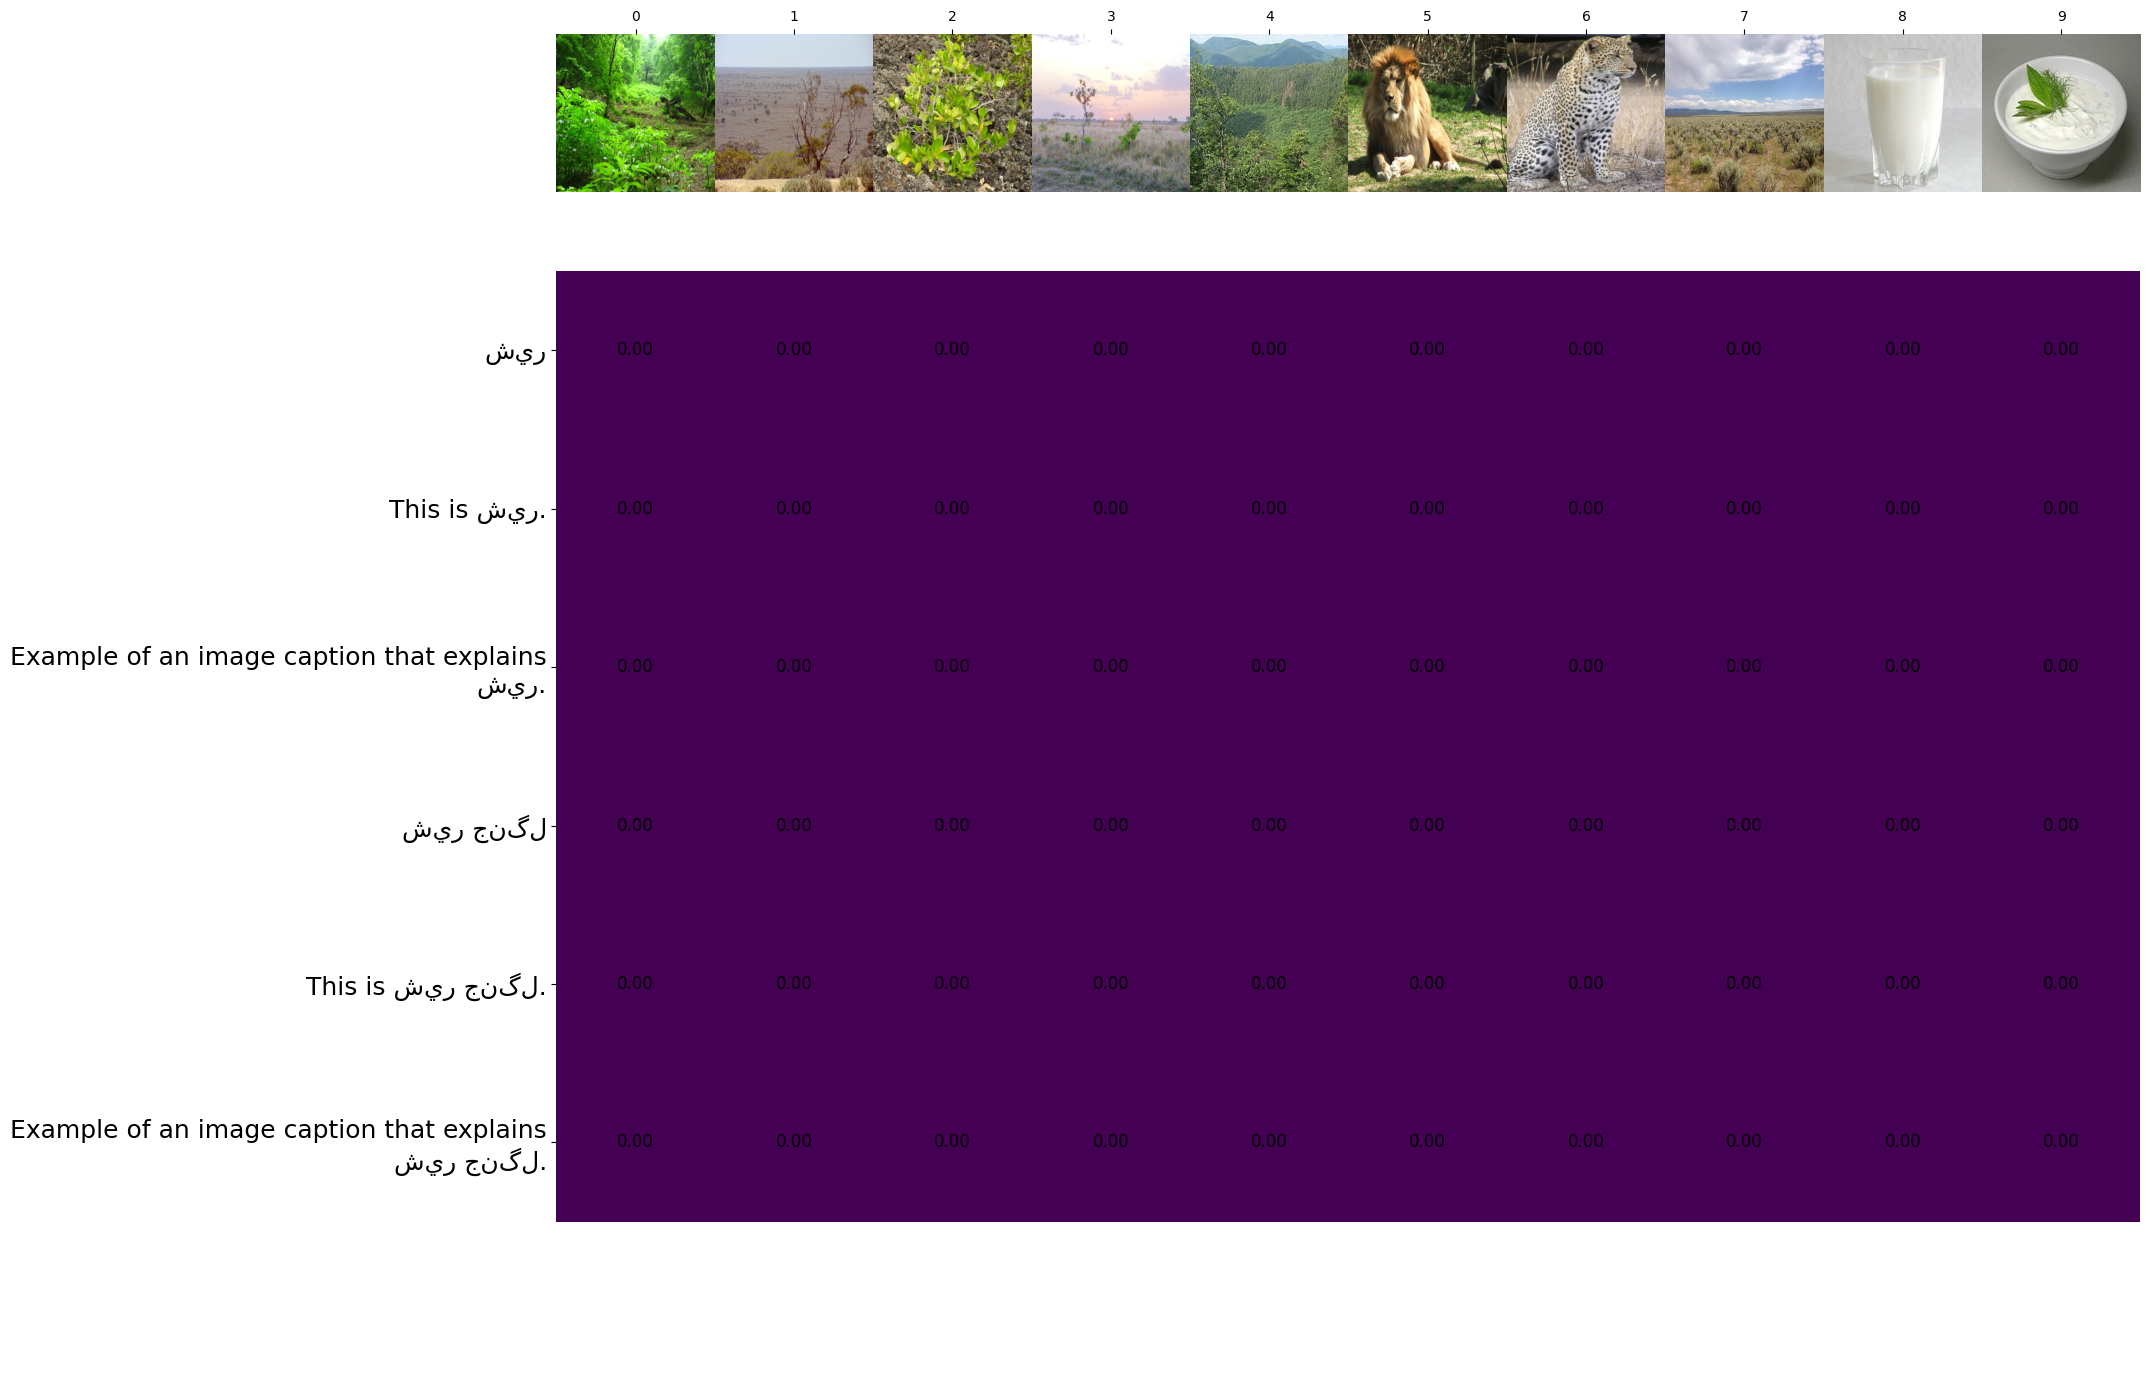 0 1 2 3 4 5 6 7 8 9
شیر 0.00 0.00 0.00 0.00 0.00 0.00 0.00 0.00 0.00 0.00
This is شیر. 0.00 0.00 0.00 0.00 0.00 0.00 0.00 0.00 0.00 0.00
Example of an image caption that explains
شیر. 0.00 0.00 0.00 0.00 0.00 0.00 0.00 0.00 0.00 0.00
شیر جنگل 0.00 0.00 0.00 0.00 0.00 0.00 0.00 0.00 0.00 0.00
This is شیر جنگل. 0.00 0.00 0.00 0.00 0.00 0.00 0.00 0.00 0.00 0.00
Example of an image caption that explains
شیر جنگل. 0.00 0.00 0.00 0.00 0.00 0.00 0.00 0.00 0.00 0.00